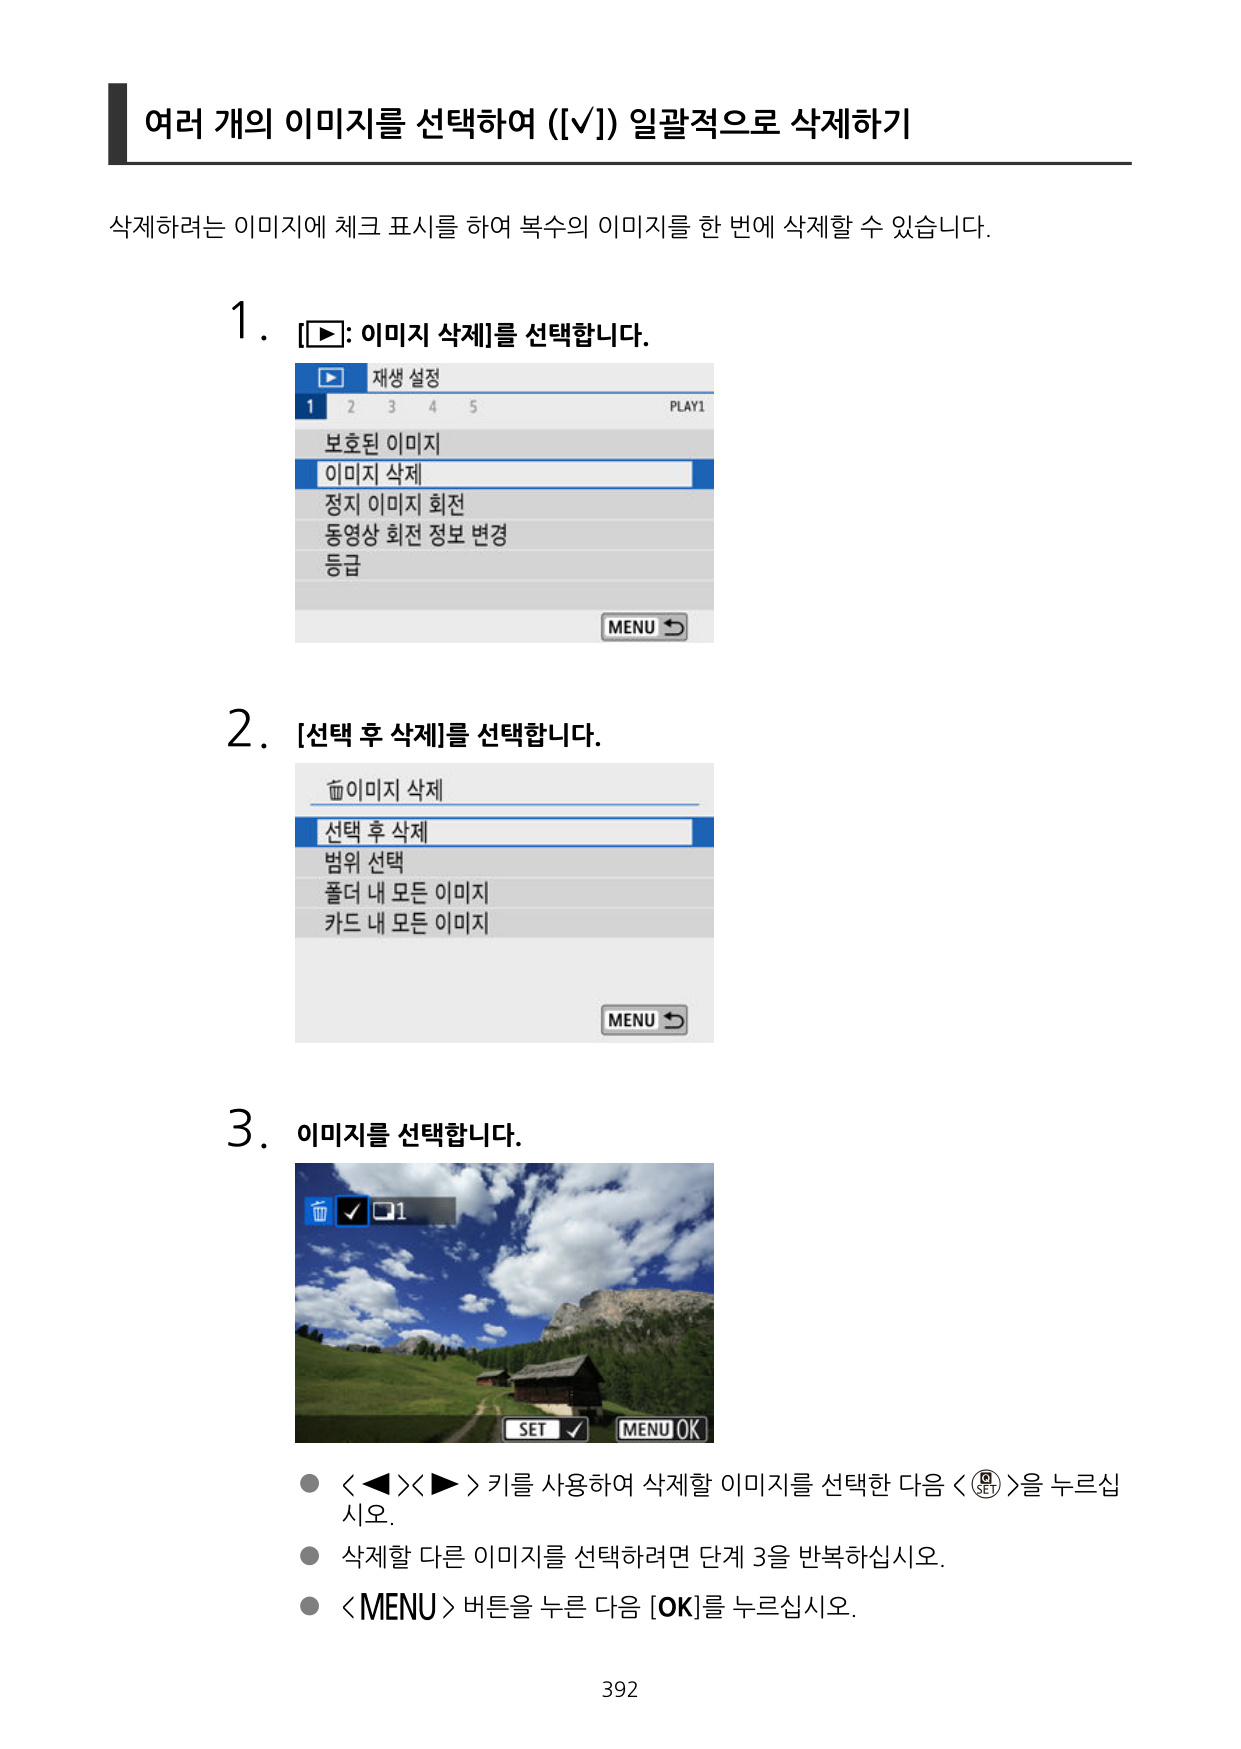 여러 개의 이미지를 선택하여 ([✓]) 일괄적으로 삭제하기
삭제하려는 이미지에 체크 표시를 하여 복수의 이미지를 한 번에 삭제할 수 있습니다.
1. [▶: 이미지 삭제]를 선택합니다.
재생 설정
1 2 3 4 5 PLAY1
보호된 이미지
이미지 삭제
정지 이미지 회전
동영상 회전 정보 변경
등급
MENU
2. [선택 후 삭제]를 선택합니다.
이미지 삭제
선택 후 삭제
범위 선택
폴더 내 모든 이미지
카드 내 모든 이미지
MENU
3. 이미지를 선택합니다.
✓ 1
SET ✓ MENU OK
● < ◀ >< ▶ > 키를 사용하여 삭제할 이미지를 선택한 다음 < Q SET >을 누르십
시오.
● 삭제할 다른 이미지를 선택하려면 단계 3을 반복하십시오.
● < MENU > 버튼을 누른 다음 [OK]를 누르십시오.
392